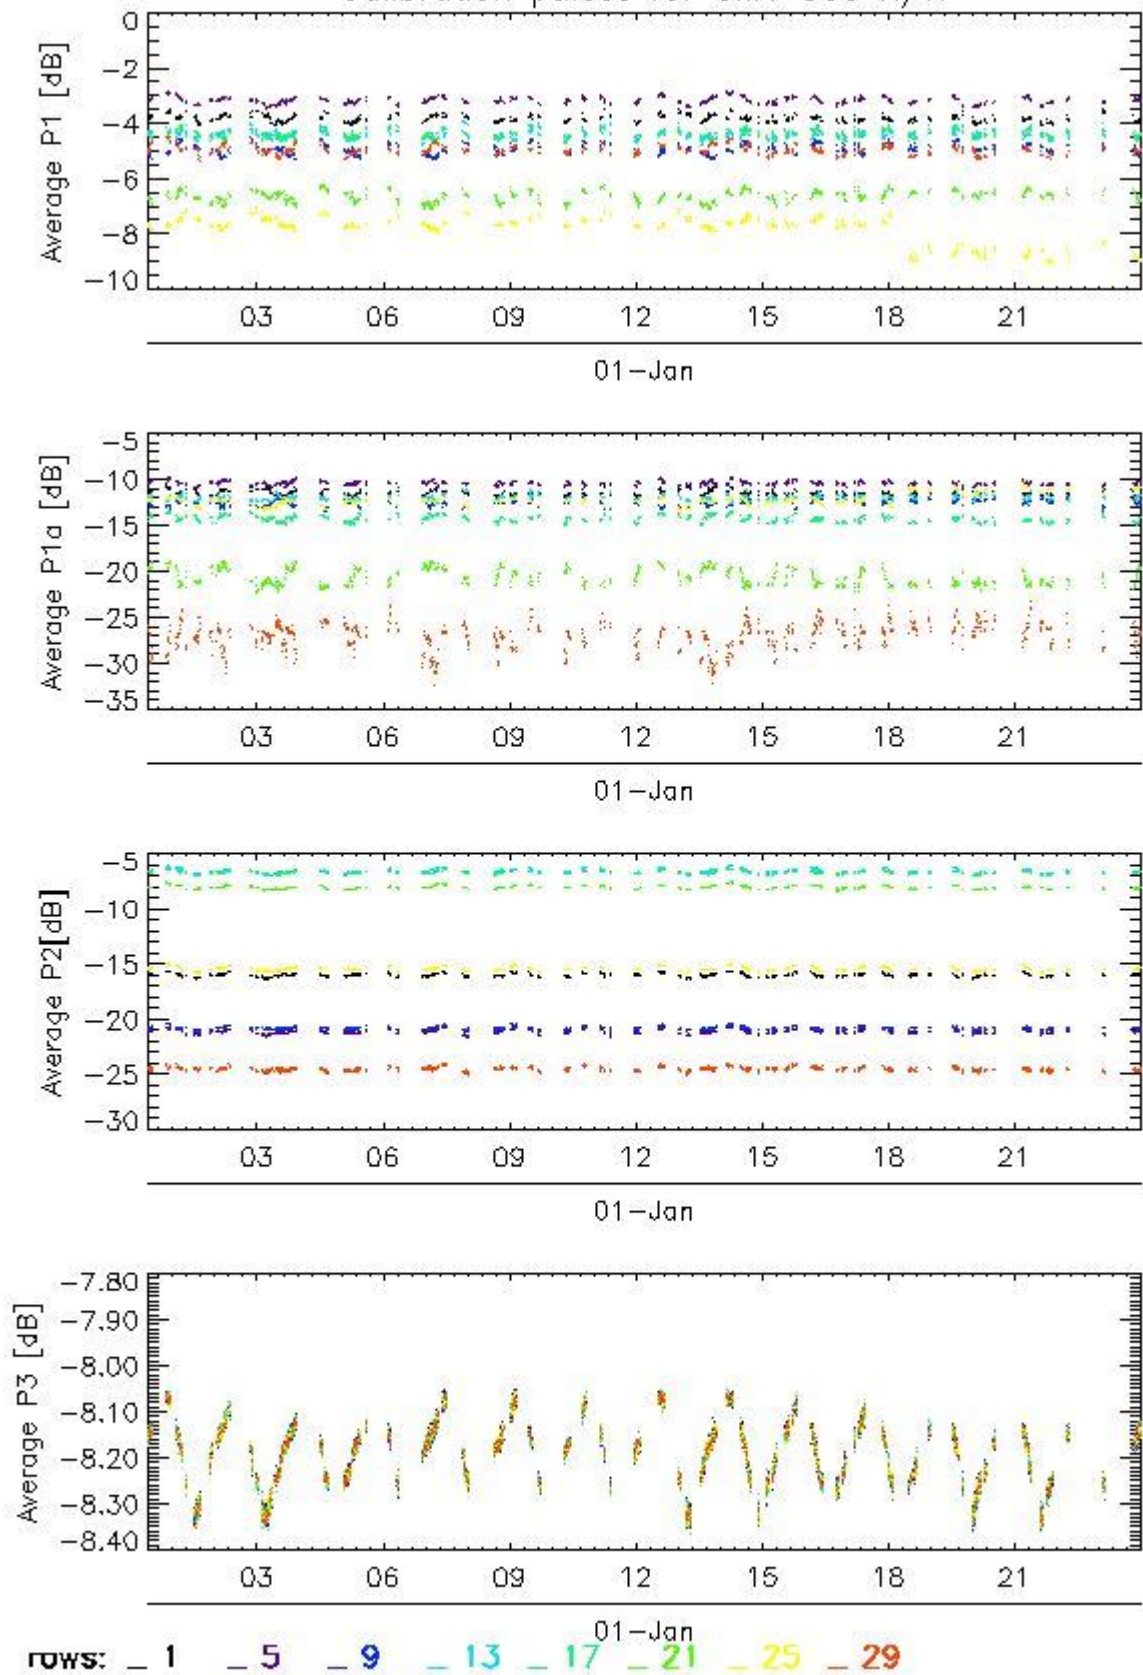 0
-2
-4
-6
-8
-10
Average P1 [dB]
03 06 09 12 15 18 21
01-Jan
-5
-10
-15
-20
-25
-30
-35
Average P1a [dB]
03 06 09 12 15 18 21
01-Jan
-5
-10
-15
-20
-25
-30
Average P2[dB]
03 06 09 12 15 18 21
01-Jan
-7.80
-7.90
-8.00
-8.10
-8.20
-8.30
-8.40
Average P3 [dB]
03 06 09 12 15 18 21
01-Jan
rows: _ 1 _ 5 _ 9 _ 13 _ 17 _ 21 _ 25 _ 29